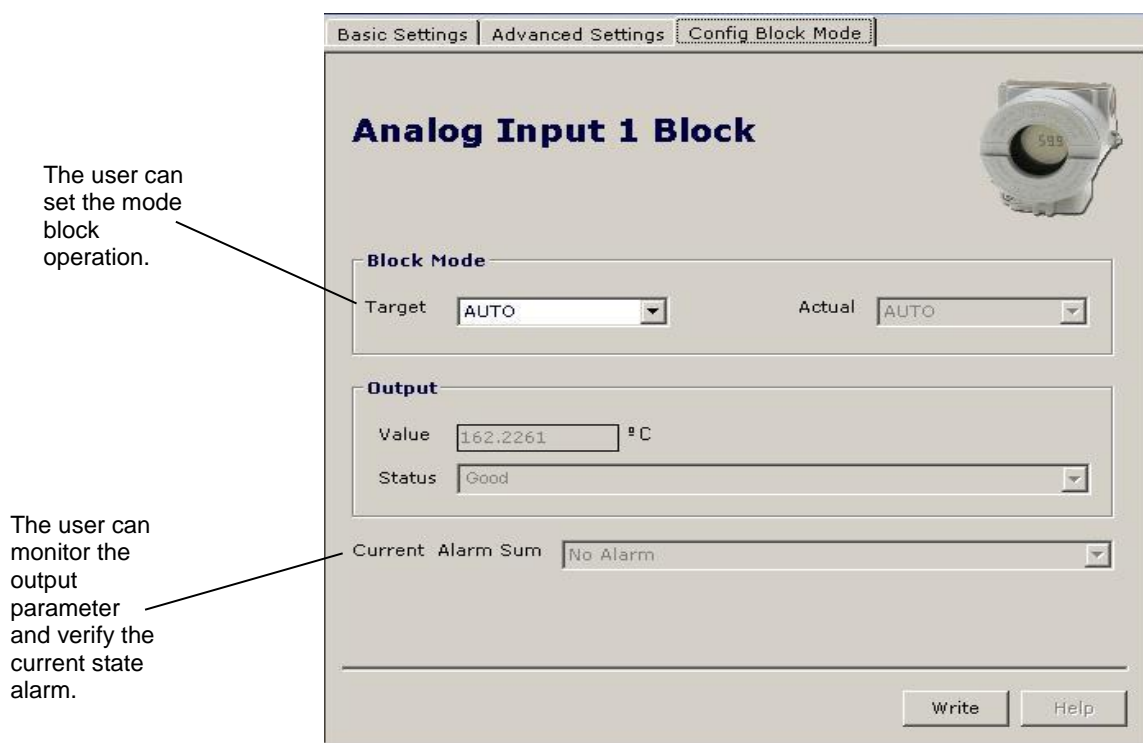 Basic Settings Advanced Settings Config Block Mode
Analog Input 1 Block
599
The user can
set the mode
block
operation.
Block Mode
Target AUTO Actual AUTO
Output
Value 162.2261 ºC
Status Good
The user can
monitor the
output
parameter
and verify the
current state
alarm.
Current Alarm Sum No Alarm
Write Help